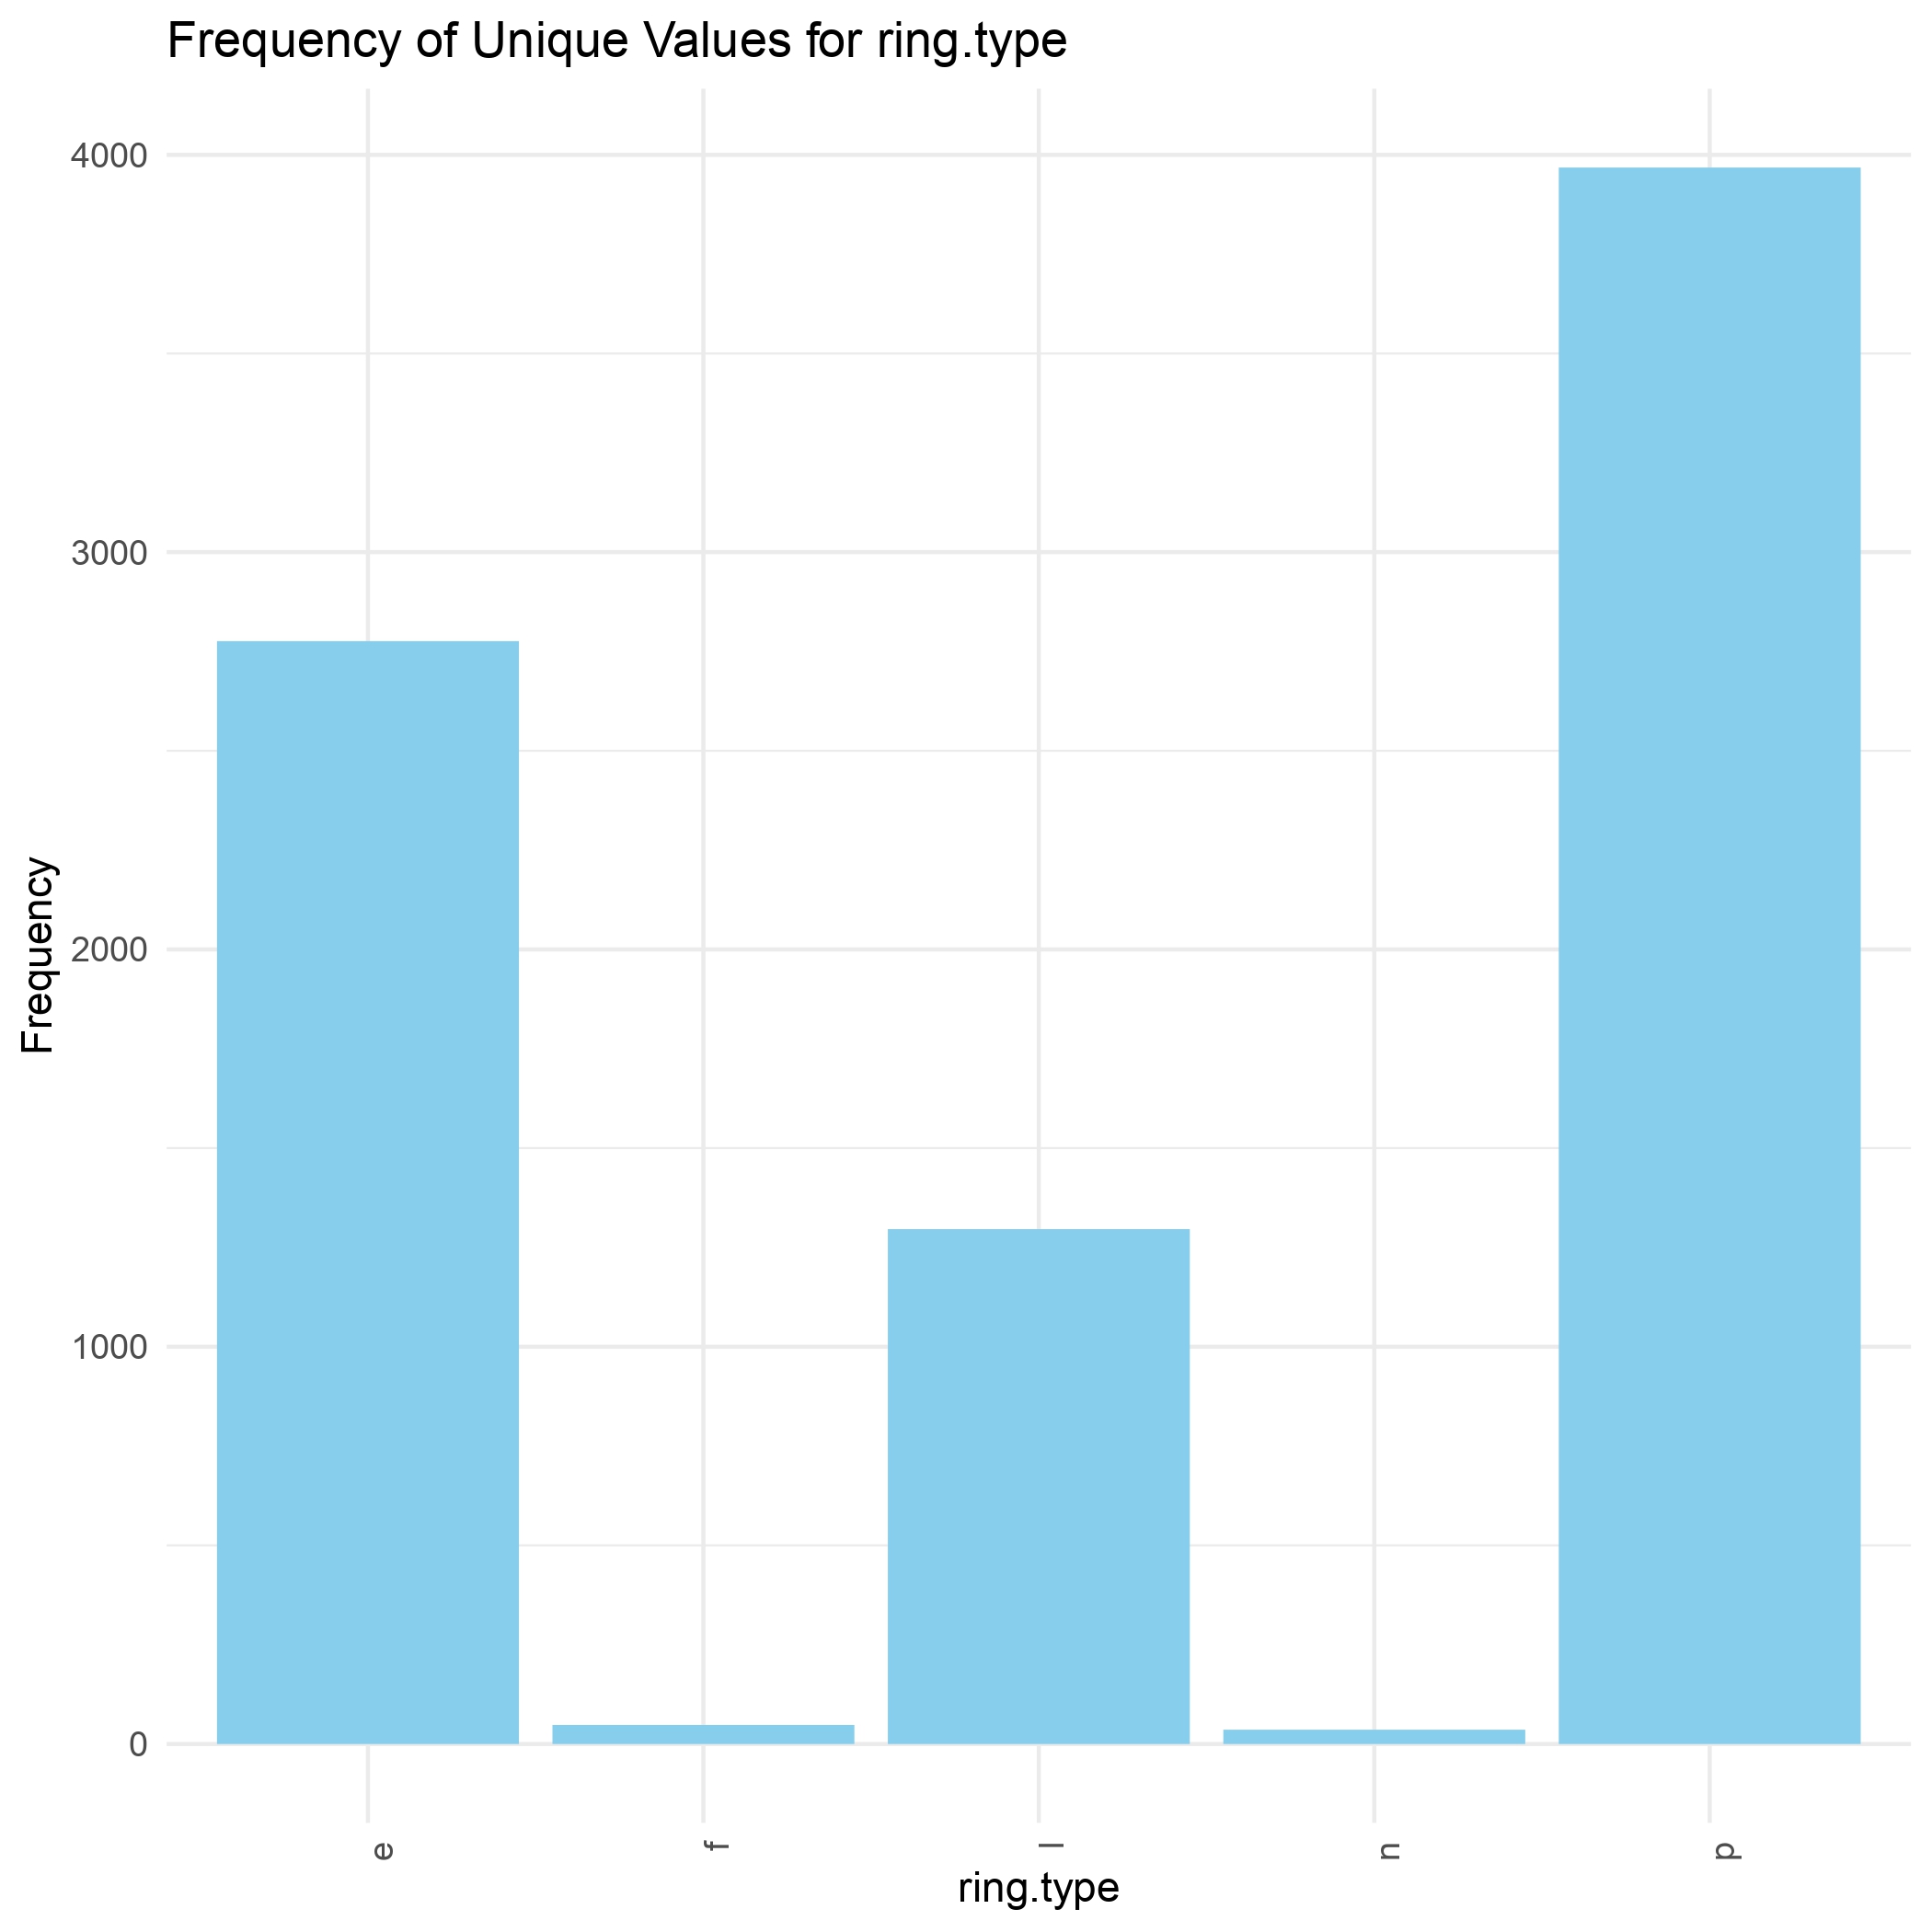 Frequency of Unique Values for ring.type
4000
3000
2000
1000
0
Frequency
e
f
l
n
p
ring.type